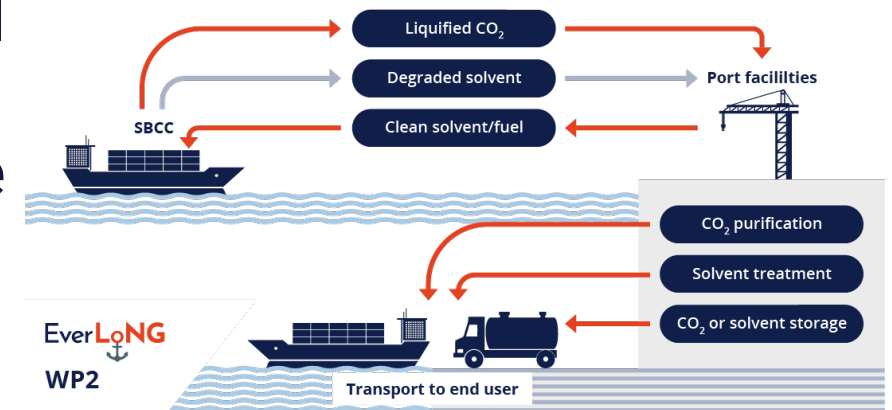 Liquified CO₂
Degraded solvent
Port facililties
SBCC
Clean solvent/fuel
CO₂ purification
Solvent treatment
CO₂ or solvent storage
EverLoNG
WP2
Transport to end user